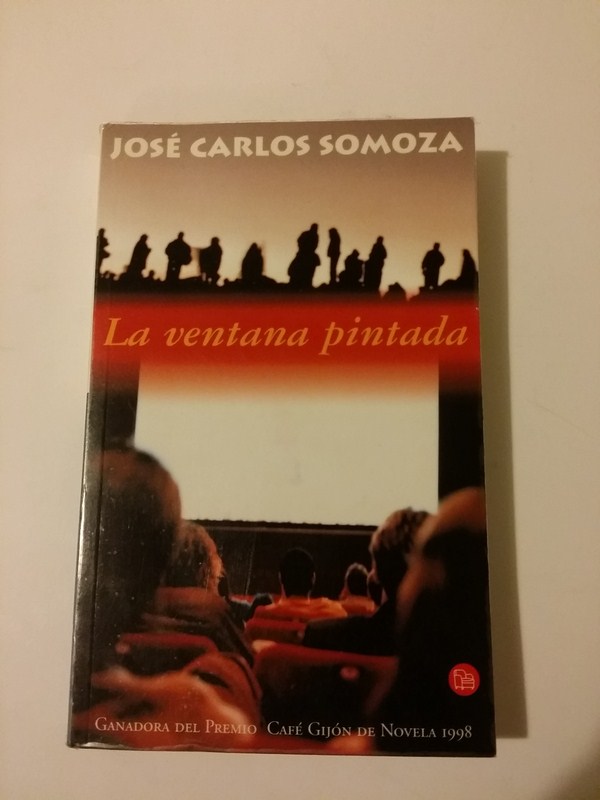 JOSÉ CARLOS SOMOZA
La ventana pintada
GANADORA DEL PREMIO CAFÉ GIJÓN DE NOVELA 1998